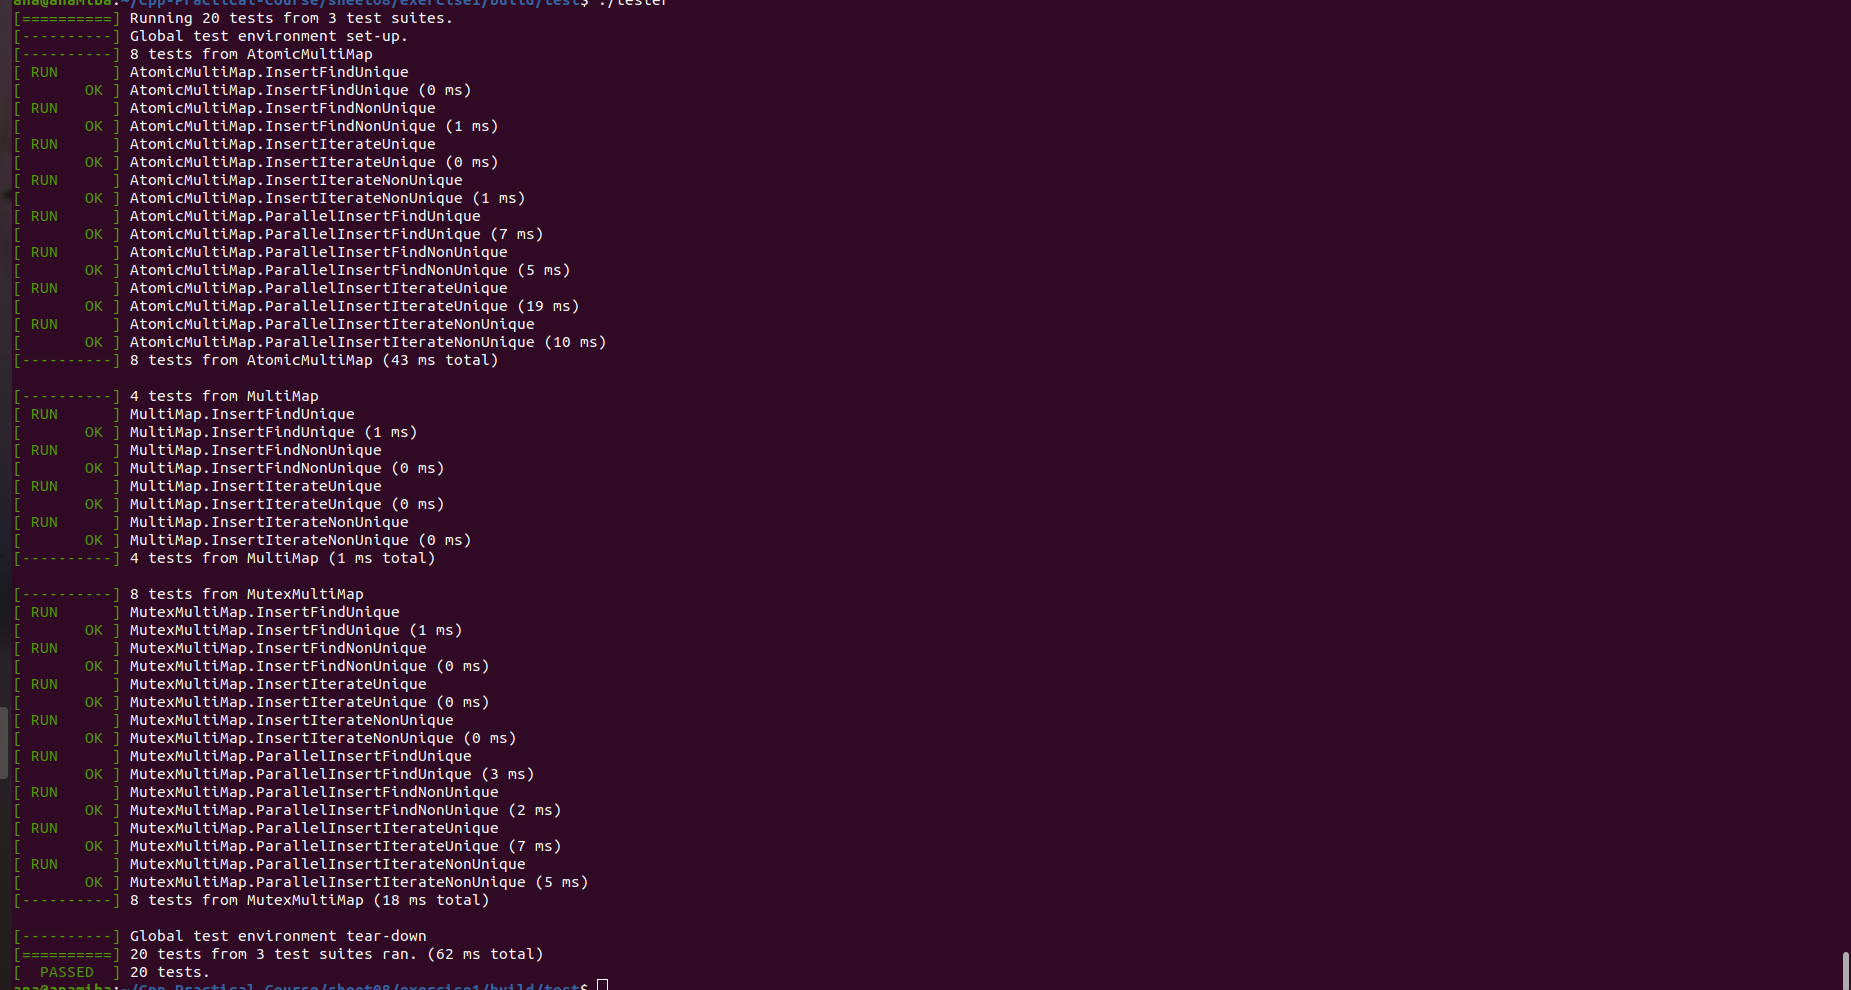 ana@anamiba:~/Cpp-Practical-Course/sheet08/exercise1/build/test$ ./tester
[==========] Running 20 tests from 3 test suites.
[----------] Global test environment set-up.
[----------] 8 tests from AtomicMultiMap
[ RUN      ] AtomicMultiMap.InsertFindUnique
[       OK ] AtomicMultiMap.InsertFindUnique (0 ms)
[ RUN      ] AtomicMultiMap.InsertFindNonUnique
[       OK ] AtomicMultiMap.InsertFindNonUnique (1 ms)
[ RUN      ] AtomicMultiMap.InsertIterateUnique
[       OK ] AtomicMultiMap.InsertIterateUnique (0 ms)
[ RUN      ] AtomicMultiMap.InsertIterateNonUnique
[       OK ] AtomicMultiMap.InsertIterateNonUnique (1 ms)
[ RUN      ] AtomicMultiMap.ParallelInsertFindUnique
[       OK ] AtomicMultiMap.ParallelInsertFindUnique (7 ms)
[ RUN      ] AtomicMultiMap.ParallelInsertFindNonUnique
[       OK ] AtomicMultiMap.ParallelInsertFindNonUnique (5 ms)
[ RUN      ] AtomicMultiMap.ParallelInsertIterateUnique
[       OK ] AtomicMultiMap.ParallelInsertIterateUnique (19 ms)
[ RUN      ] AtomicMultiMap.ParallelInsertIterateNonUnique
[       OK ] AtomicMultiMap.ParallelInsertIterateNonUnique (10 ms)
[----------] 8 tests from AtomicMultiMap (43 ms total)
[----------] 4 tests from MultiMap
[ RUN      ] MultiMap.InsertFindUnique
[       OK ] MultiMap.InsertFindUnique (1 ms)
[ RUN      ] MultiMap.InsertFindNonUnique
[       OK ] MultiMap.InsertFindNonUnique (0 ms)
[ RUN      ] MultiMap.InsertIterateUnique
[       OK ] MultiMap.InsertIterateUnique (0 ms)
[ RUN      ] MultiMap.InsertIterateNonUnique
[       OK ] MultiMap.InsertIterateNonUnique (0 ms)
[----------] 4 tests from MultiMap (1 ms total)
[----------] 8 tests from MutexMultiMap
[ RUN      ] MutexMultiMap.InsertFindUnique
[       OK ] MutexMultiMap.InsertFindUnique (1 ms)
[ RUN      ] MutexMultiMap.InsertFindNonUnique
[       OK ] MutexMultiMap.InsertFindNonUnique (0 ms)
[ RUN      ] MutexMultiMap.InsertIterateUnique
[       OK ] MutexMultiMap.InsertIterateUnique (0 ms)
[ RUN      ] MutexMultiMap.InsertIterateNonUnique
[       OK ] MutexMultiMap.InsertIterateNonUnique (0 ms)
[ RUN      ] MutexMultiMap.ParallelInsertFindUnique
[       OK ] MutexMultiMap.ParallelInsertFindUnique (3 ms)
[ RUN      ] MutexMultiMap.ParallelInsertFindNonUnique
[       OK ] MutexMultiMap.ParallelInsertFindNonUnique (2 ms)
[ RUN      ] MutexMultiMap.ParallelInsertIterateUnique
[       OK ] MutexMultiMap.ParallelInsertIterateUnique (7 ms)
[ RUN      ] MutexMultiMap.ParallelInsertIterateNonUnique
[       OK ] MutexMultiMap.ParallelInsertIterateNonUnique (5 ms)
[----------] 8 tests from MutexMultiMap (18 ms total)
[----------] Global test environment tear-down
[==========] 20 tests from 3 test suites ran. (62 ms total)
[  PASSED  ] 20 tests.
ana@anamiba:~/Cpp-Practical-Course/sheet08/exercise1/build/test$